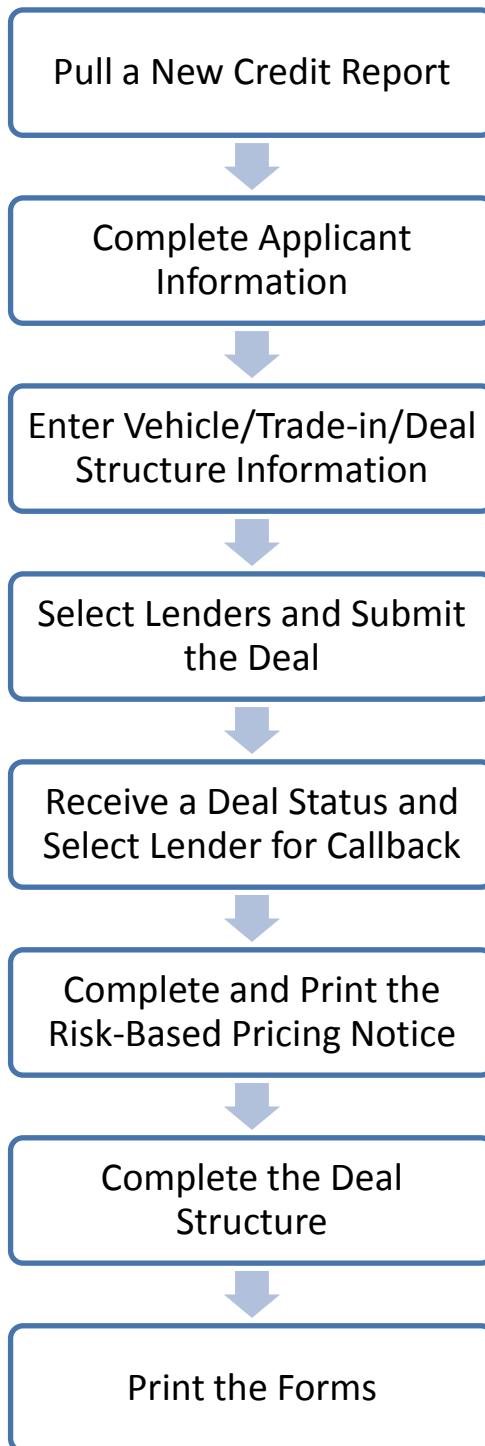 Pull a New Credit Report
Complete Applicant
Information
Enter Vehicle/Trade-in/Deal
Structure Information
Select Lenders and Submit
the Deal
Receive a Deal Status and
Select Lender for Callback
Complete and Print the
Risk-Based Pricing Notice
Complete the Deal
Structure
Print the Forms